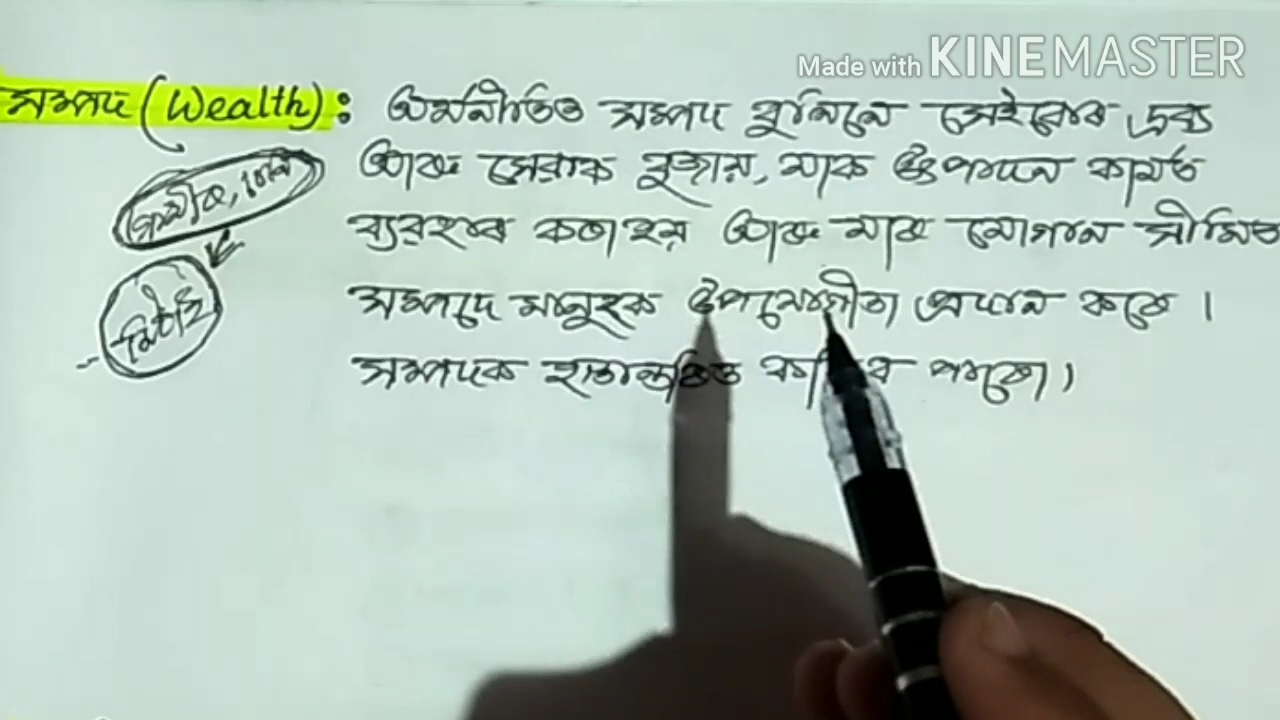 Made with KINEMASTER
সম্পদ (Wealth): অৰ্থনীতিত সম্পদ বুলিলে সেইবোৰ দ্ৰব্য
আৰু সেৱাক বুজায়, যাক উৎপাদন কাৰ্যত
ব্যৱহাৰ কৰা হয় আৰু যাৰ যোগান সীমিত
সম্পদে মানুহক উপযোগীতা প্ৰদান কৰে।
সম্পদক হস্তান্তৰিত কৰিব পাৰো।
মিঠাই